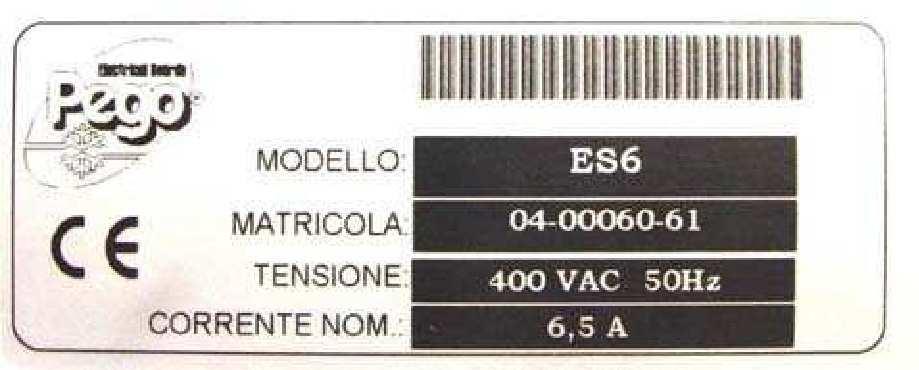 Electrical Boards
Pego
MODELLO: ES6
MATRICOLA: 04-00060-61
TENSIONE: 400 VAC 50Hz
CORRENTE NOM.: 6,5 A
CE